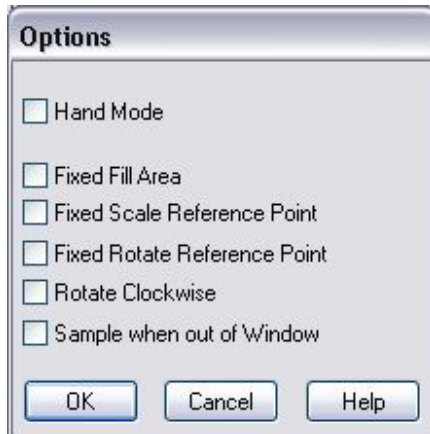 Options
Hand Mode
Fixed Fill Area
Fixed Scale Reference Point
Fixed Rotate Reference Point
Rotate Clockwise
Sample when out of Window
OK Cancel Help